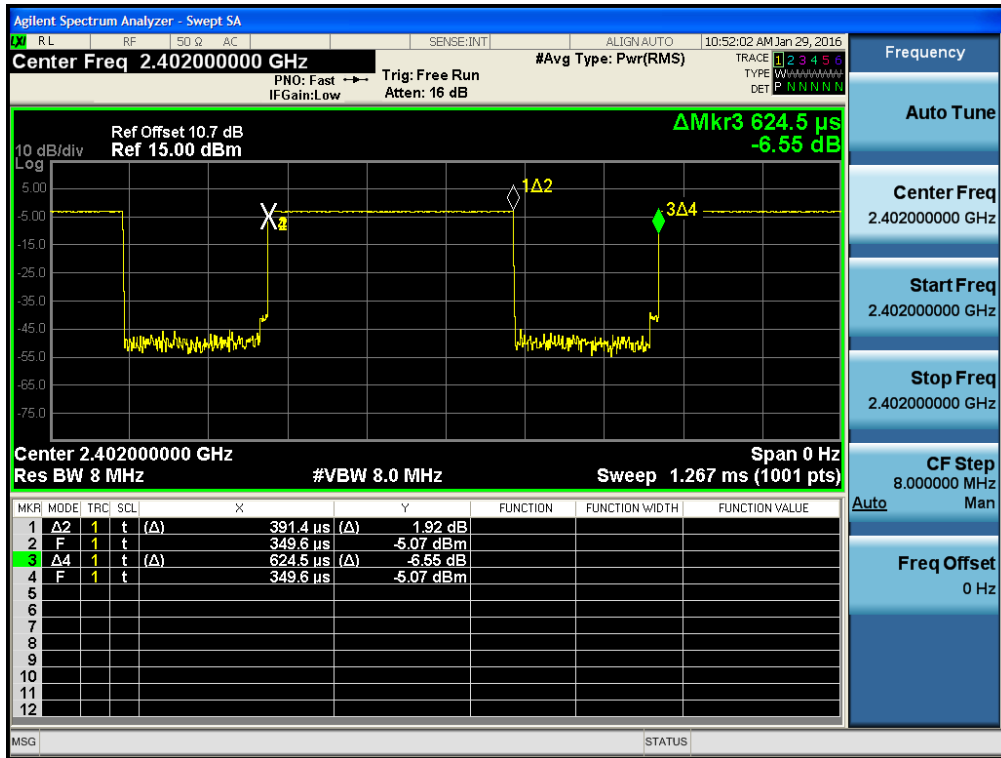 Agilent Spectrum Analyzer - Swept SA
LXI RL RF 50 Ω AC SENSE:INT ALIGN AUTO 10:52:02 AM Jan 29, 2016
Center Freq 2.402000000 GHz #Avg Type: Pwr(RMS) TRACE 1 2 3 4 5 6
PNO: Fast Trig: Free Run TYPE
IFGain:Low Atten: 16 dB DET P N N N N N
Frequency
Auto Tune
Center Freq
2.402000000 GHz
Start Freq
2.402000000 GHz
Stop Freq
2.402000000 GHz
CF Step
8.000000 MHz
Auto Man
Freq Offset
0 Hz
ΔMkr3 624.5 µs
-6.55 dB
Ref Offset 10.7 dB
10 dB/div Ref 15.00 dBm
Log
5.00
-5.00
-15.0
-25.0
-35.0
-45.0
-55.0
-65.0
-75.0
1Δ2
3Δ4
Center 2.402000000 GHz Span 0 Hz
Res BW 8 MHz #VBW 8.0 MHz Sweep 1.267 ms (1001 pts)
MKR MODE TRC SCL X Y FUNCTION FUNCTION WIDTH FUNCTION VALUE
1 Δ2 1 t (Δ) 391.4 µs (Δ) 1.92 dB
2 F 1 t 349.6 µs -5.07 dBm
3 Δ4 1 t (Δ) 624.5 µs (Δ) -6.55 dB
4 F 1 t 349.6 µs -5.07 dBm
5
6
7
8
9
10
11
12
MSG STATUS